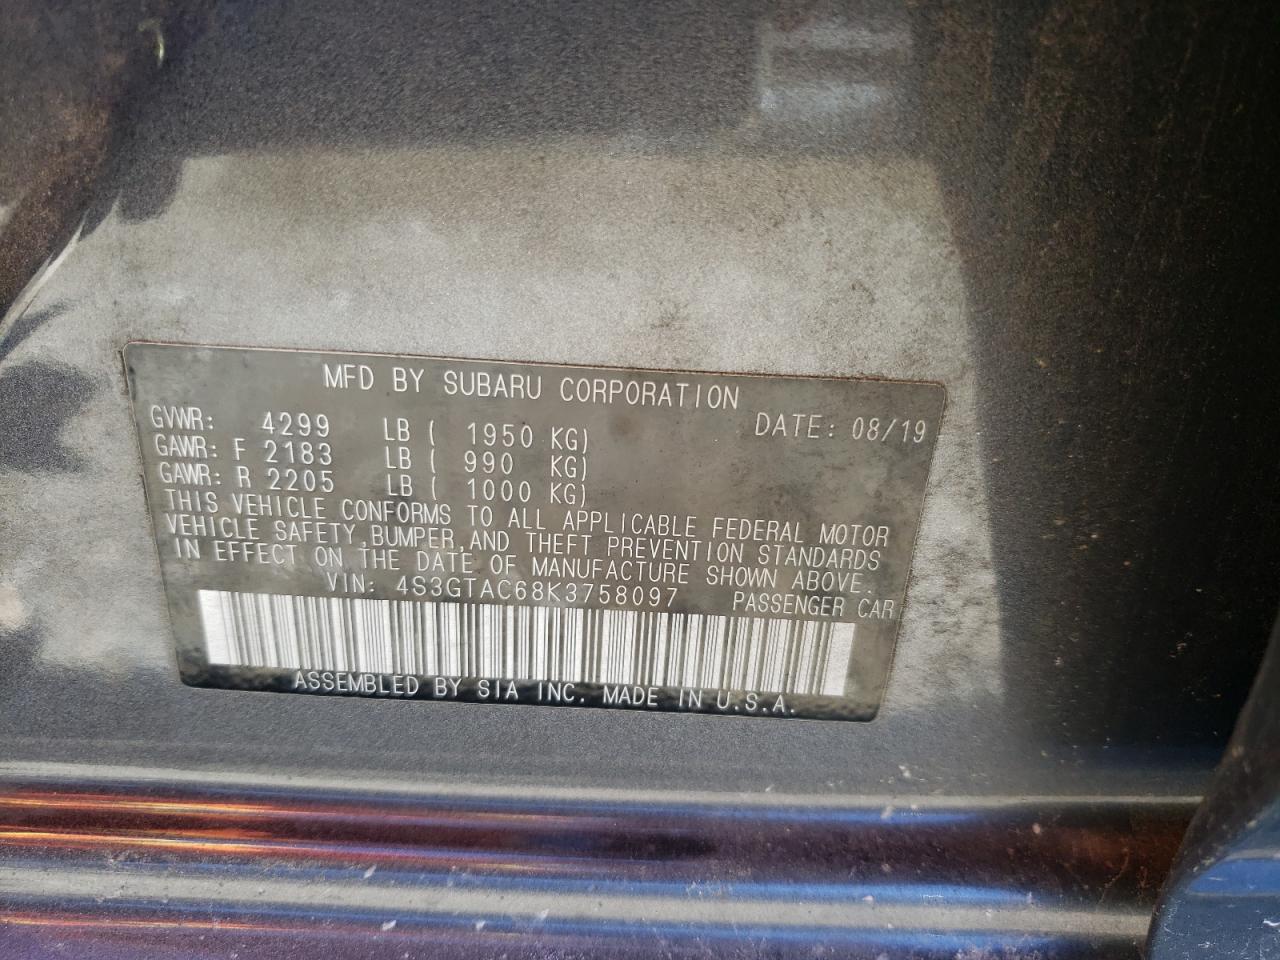 MFD BY SUBARU CORPORATION
GVWR: 4299 LB ( 1950 KG) DATE: 08/19
GAWR: F 2183 LB ( 990 KG)
GAWR: R 2205 LB ( 1000 KG)
THIS VEHICLE CONFORMS TO ALL APPLICABLE FEDERAL MOTOR
VEHICLE SAFETY,BUMPER,AND THEFT PREVENTION STANDARDS
IN EFFECT ON THE DATE OF MANUFACTURE SHOWN ABOVE.
VIN: 4S3GTAC68K3758097 PASSENGER CAR
ASSEMBLED BY SIA INC. MADE IN U.S.A.